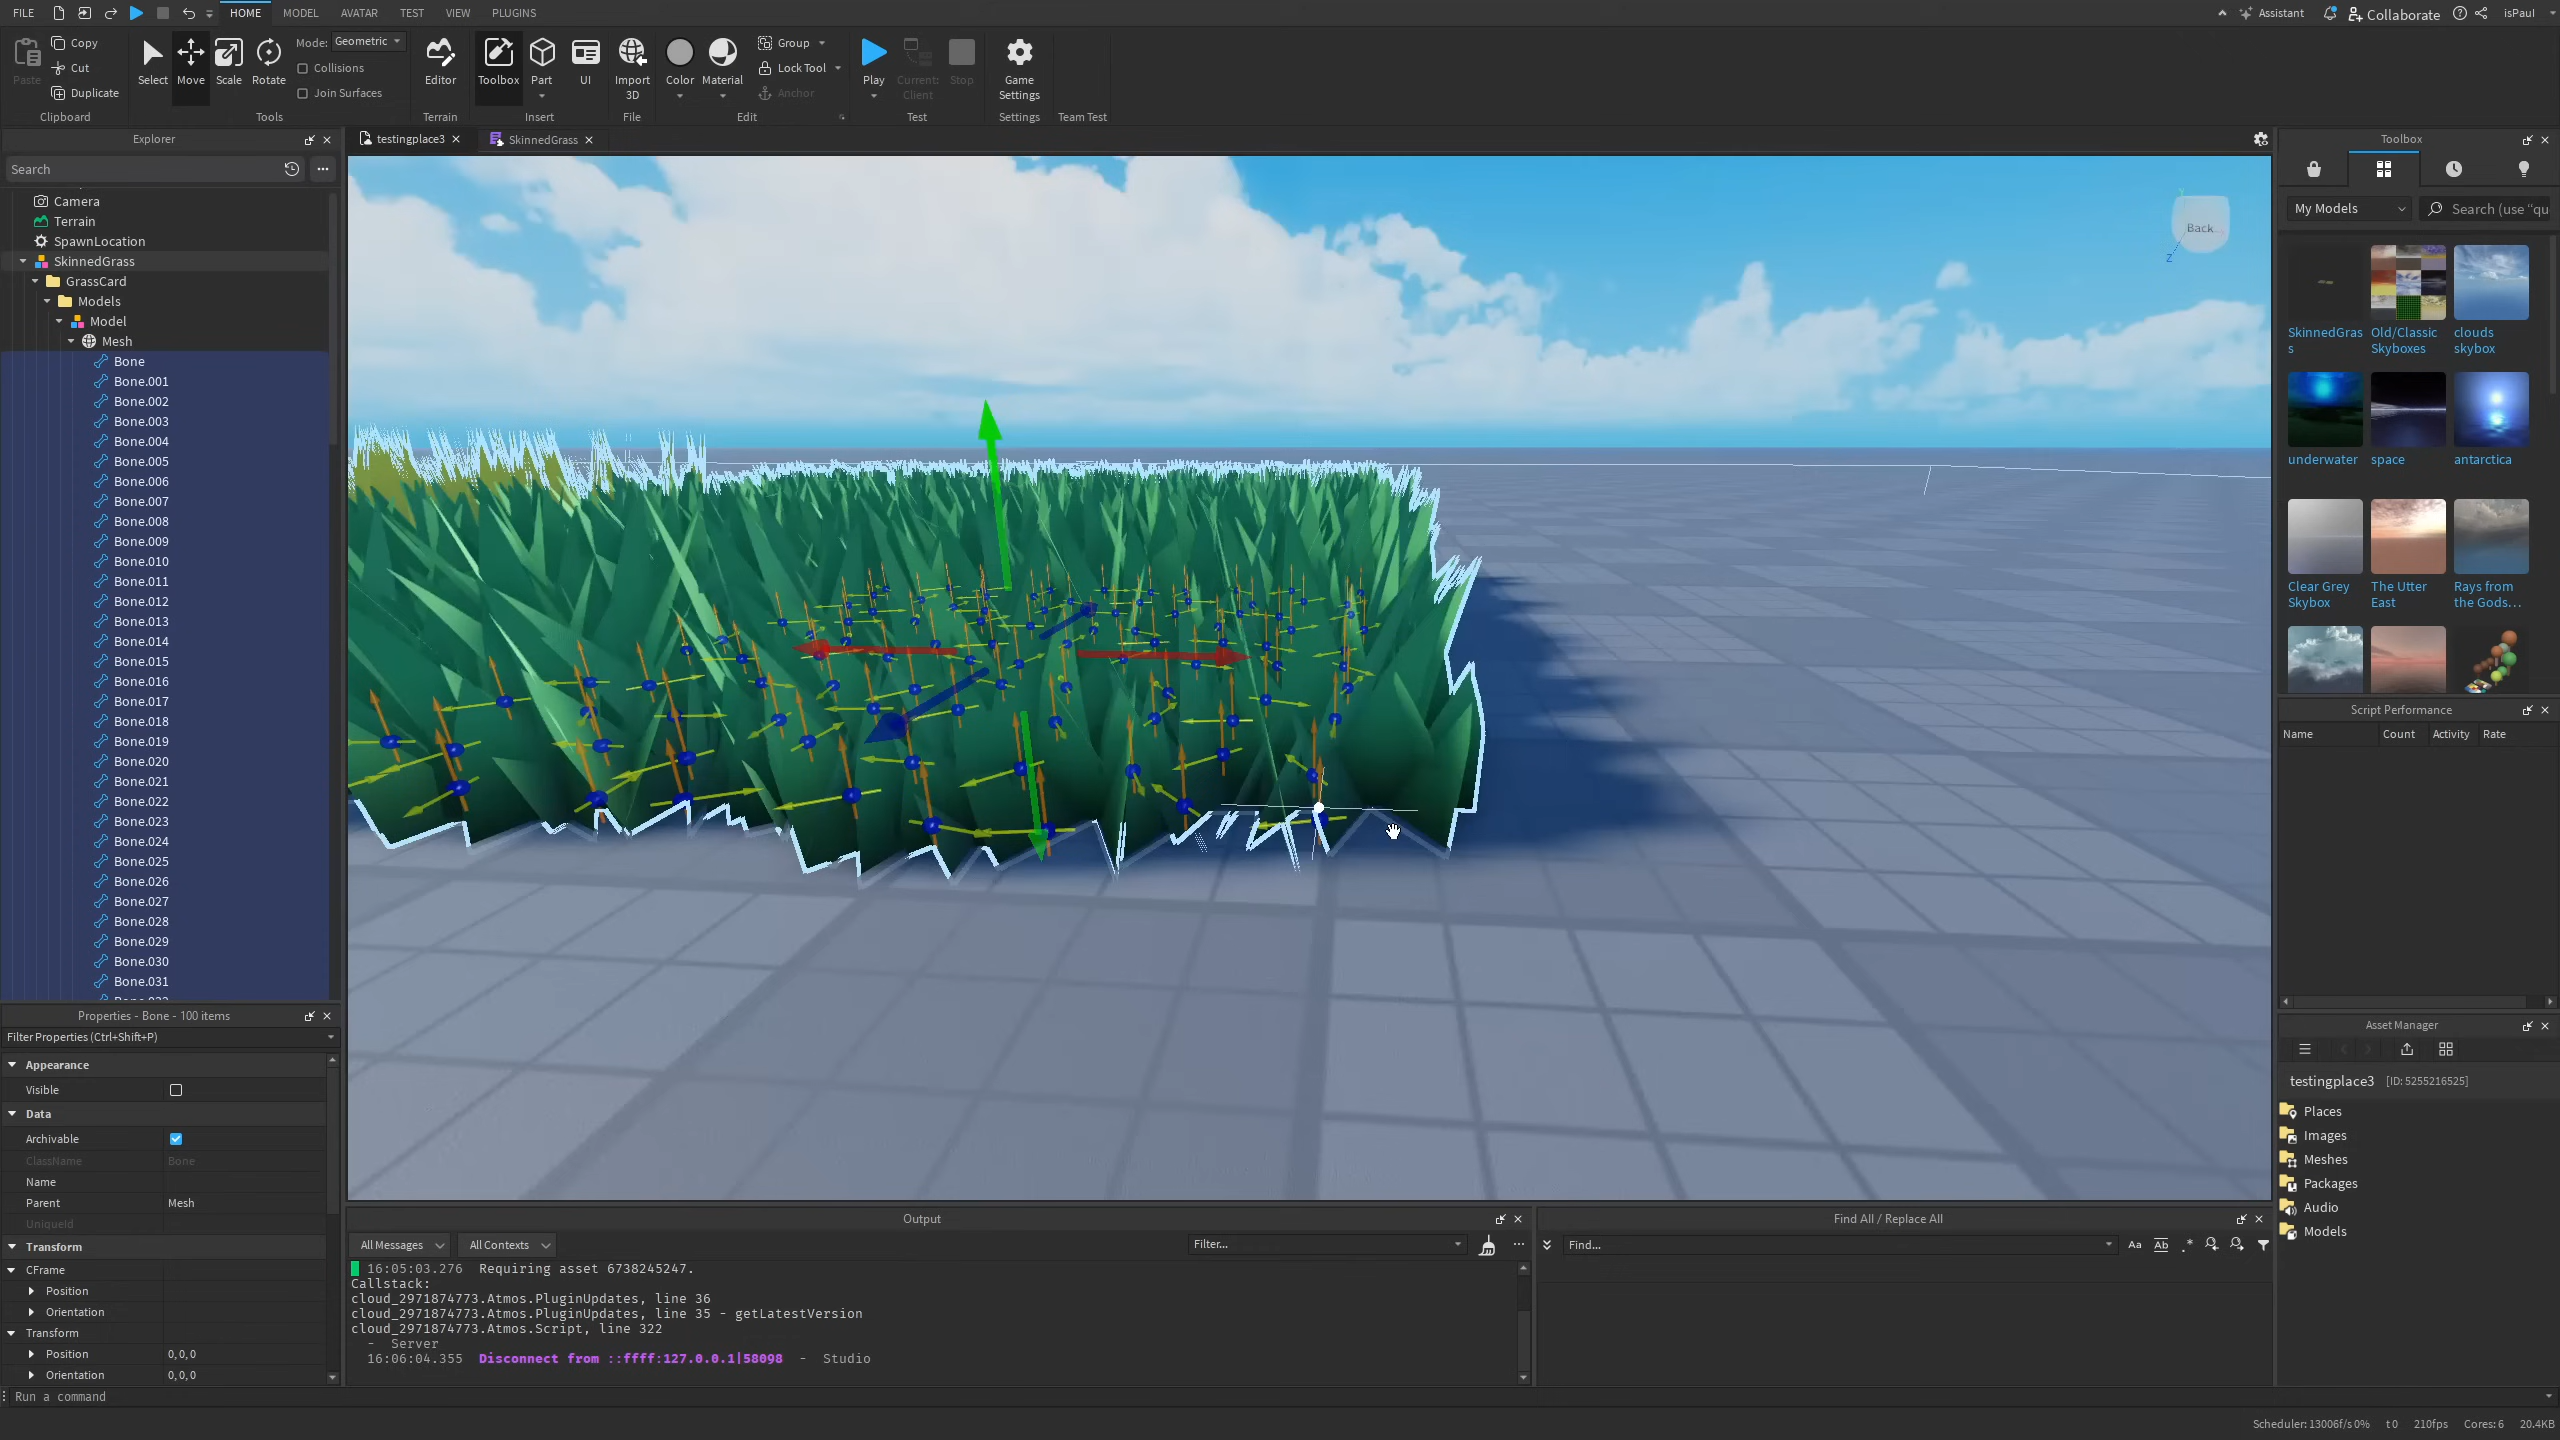 FILE
HOME
MODEL
AVATAR
TEST
VIEW
PLUGINS
Assistant
Collaborate
isPaul
Paste
Copy
Cut
Duplicate
Clipboard
Select
Move
Scale
Rotate
Mode:
Geometric
Collisions
Join Surfaces
Tools
Editor
Terrain
Toolbox
Part
UI
Insert
Import
3D
File
Color
Material
Group
Lock Tool
Anchor
Edit
Play
Current:
Client
Stop
Test
Game
Settings
Settings
Team Test
Explorer
testingplace3
SkinnedGrass
Toolbox
Search
Camera
Terrain
SpawnLocation
SkinnedGrass
GrassCard
Models
Model
Mesh
Bone
Bone.001
Bone.002
Bone.003
Bone.004
Bone.005
Bone.006
Bone.007
Bone.008
Bone.009
Bone.010
Bone.011
Bone.012
Bone.013
Bone.014
Bone.015
Bone.016
Bone.017
Bone.018
Bone.019
Bone.020
Bone.021
Bone.022
Bone.023
Bone.024
Bone.025
Bone.026
Bone.027
Bone.028
Bone.029
Bone.030
Bone.031
Properties - Bone - 100 items
Filter Properties (Ctrl+Shift+P)
Appearance
Visible
Data
Archivable
ClassName
Bone
Name
Parent
Mesh
UniqueId
Transform
CFrame
Position
Orientation
Transform
Position
0, 0, 0
Orientation
0, 0, 0
Y
Back
Z
My Models
Search (use "qu
SkinnedGras
s
Old/Classic
Skyboxes
clouds
skybox
underwater
space
antarctica
Clear Grey
Skybox
The Utter
East
Rays from
the Gods...
Script Performance
Name
Count
Activity
Rate
Asset Manager
testingplace3
[ID: 5255216525]
Places
Images
Meshes
Packages
Audio
Models
Output
All Messages
All Contexts
Filter...
16:05:03.276 Requiring asset 6738245247.
Callstack:
cloud_2971874773.Atmos.PluginUpdates, line 36
cloud_2971874773.Atmos.PluginUpdates, line 35 - getLatestVersion
cloud_2971874773.Atmos.Script, line 322
- Server
16:06:04.355 Disconnect from ::ffff:127.0.0.1|58098 - Studio
Find All / Replace All
Find...
Aa
Ab
.*
Run a command
Scheduler: 13006f/s 0%
t 0
210fps
Cores: 6
20.4KB